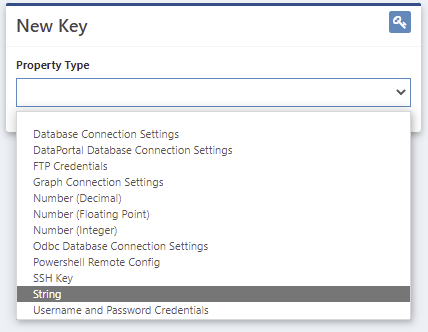 New Key
Property Type
Database Connection Settings
DataPortal Database Connection Settings
FTP Credentials
Graph Connection Settings
Number (Decimal)
Number (Floating Point)
Number (Integer)
Odbc Database Connection Settings
Powershell Remote Config
SSH Key
String
Username and Password Credentials